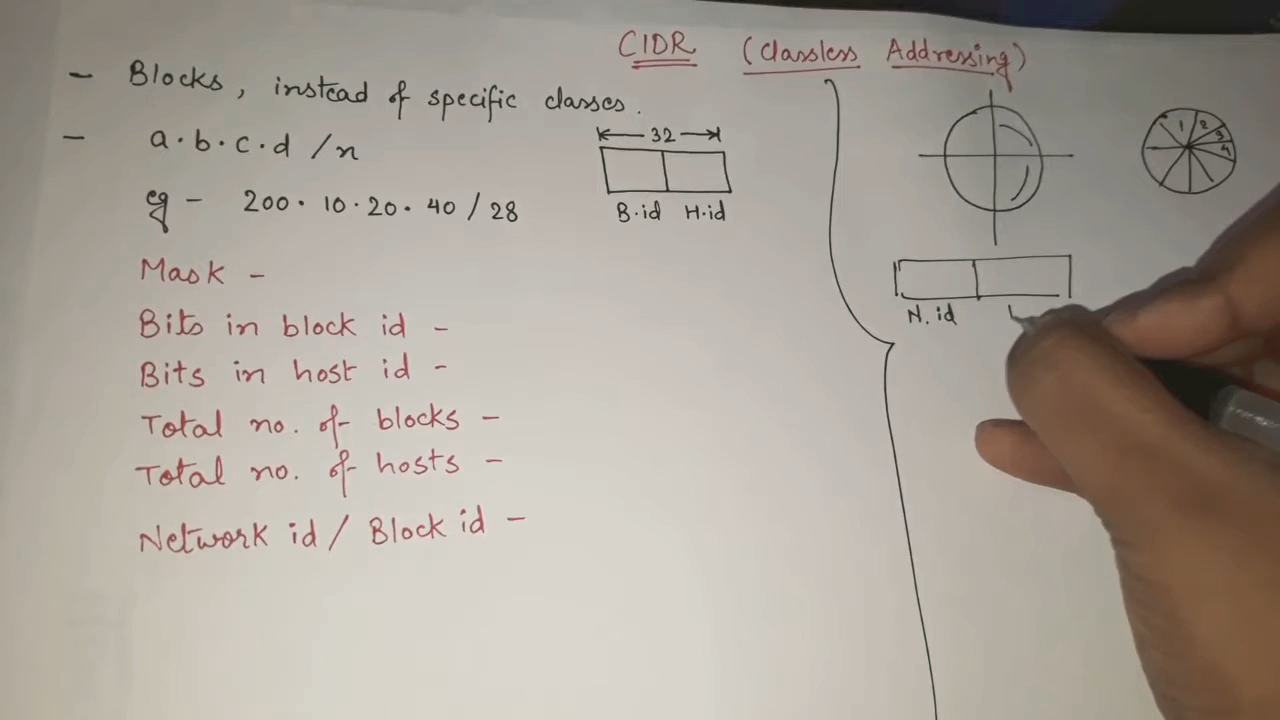 CIDR (Classless Addressing)
- Blocks, instead of specific classes.
- a.b.c.d /n
eg - 200.10.20.40 / 28
32
B.id H.id
Mask -
Bits in block id -
Bits in host id -
Total no. of blocks -
Total no. of hosts -
Network id / Block id -
1 2 3 4
N.id